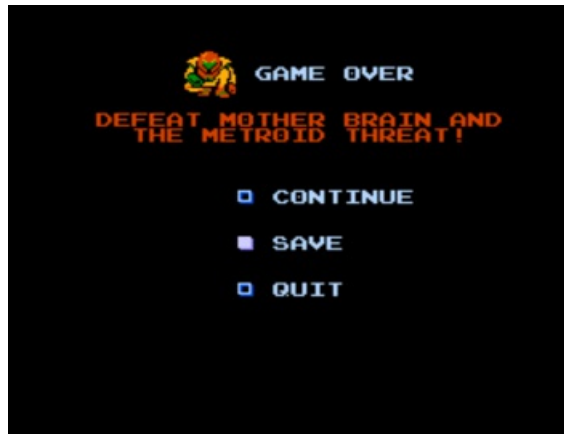 GAME OVER
DEFEAT MOTHER BRAIN AND
THE METROID THREAT!
CONTINUE
SAVE
QUIT